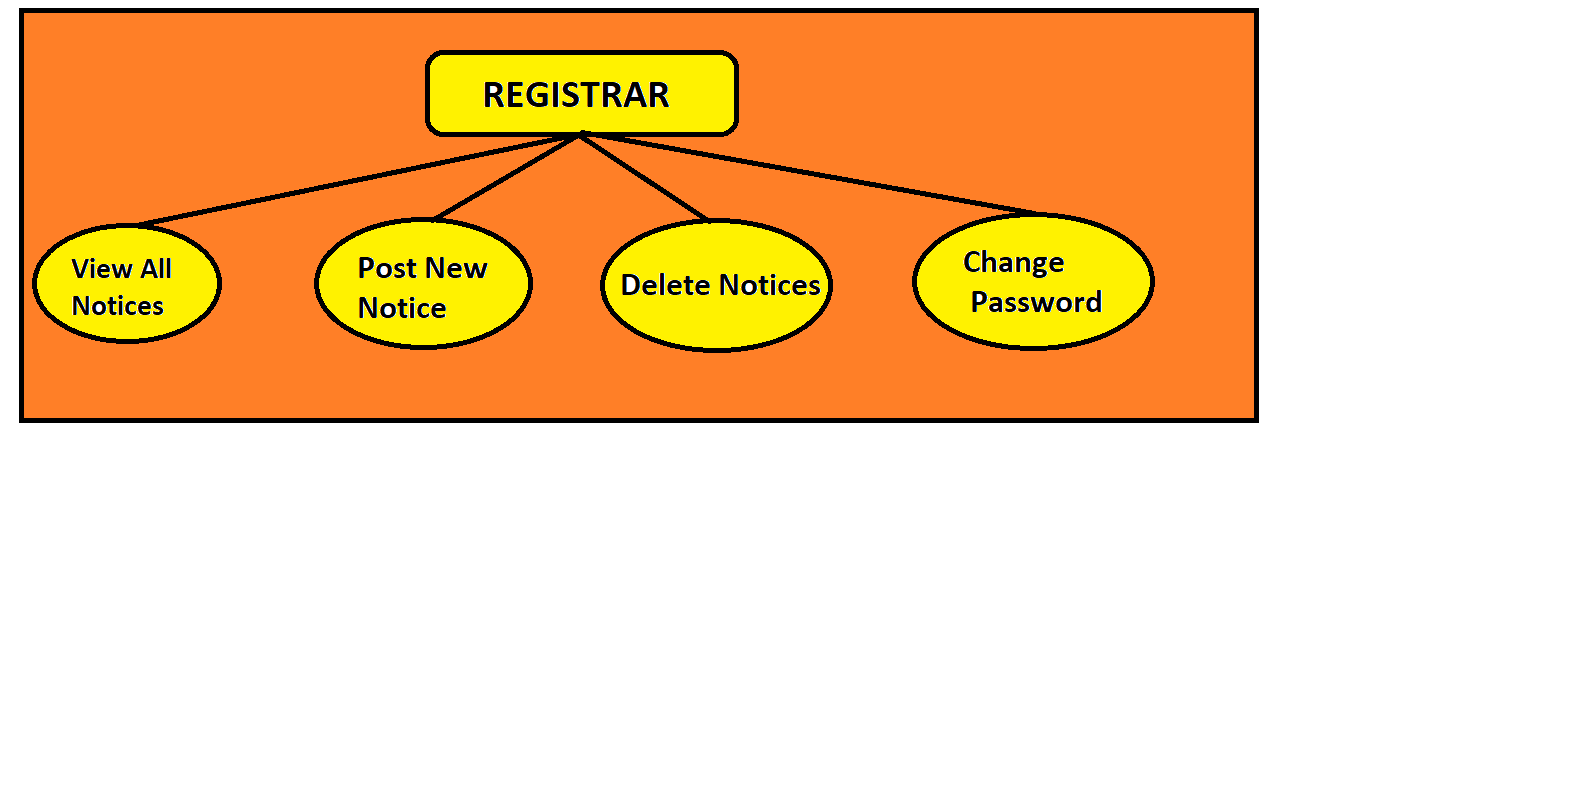 REGISTRAR
View All
Notices
Post New
Notice
Delete Notices
Change
Password